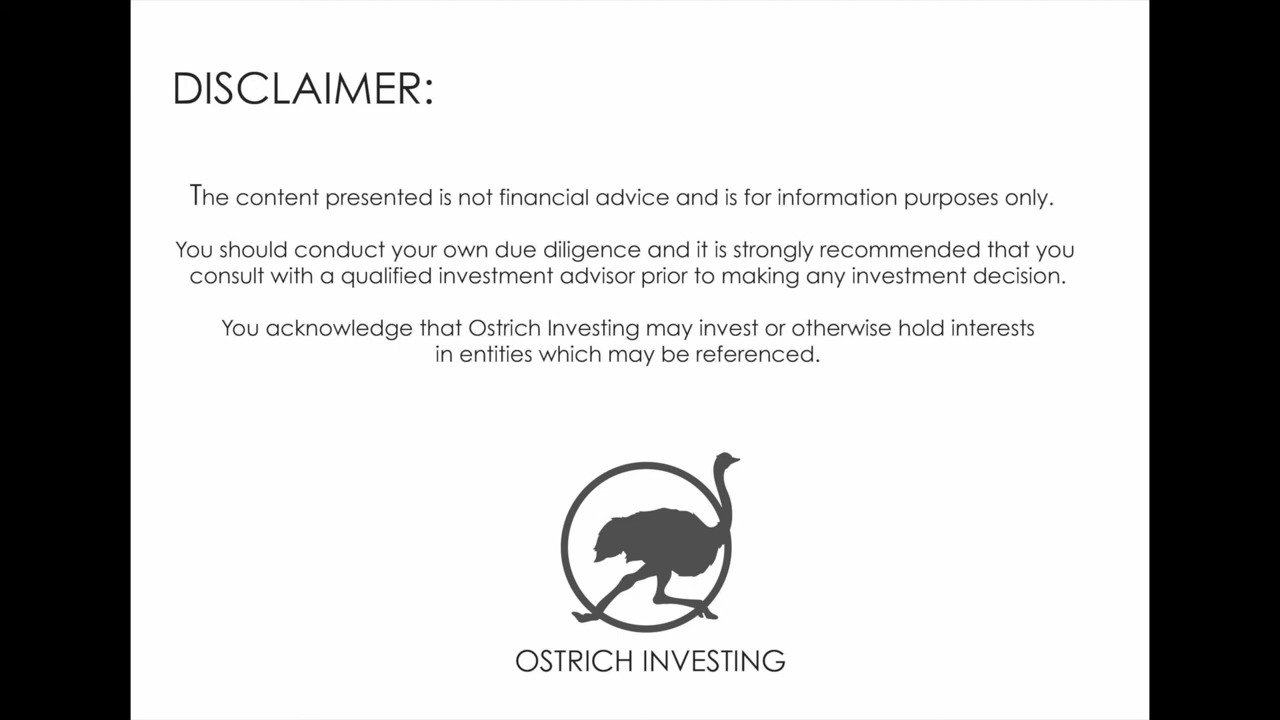 DISCLAIMER:
The content presented is not financial advice and is for information purposes only.
You should conduct your own due diligence and it is strongly recommended that you
consult with a qualified investment advisor prior to making any investment decision.
You acknowledge that Ostrich Investing may invest or otherwise hold interests
in entities which may be referenced.
OSTRICH INVESTING